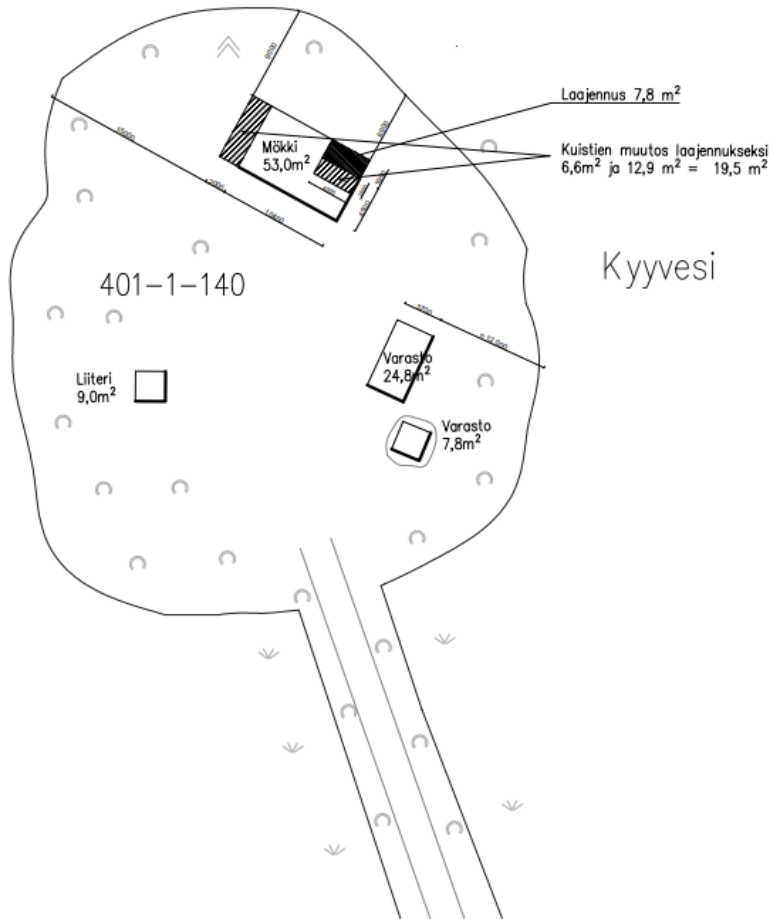 Laajennus 7,8 m²
Kuistien muutos laajennukseksi
6,6m² ja 12,9 m² = 19,5 m²
Mökki
53,0m²
Kyyvesi
401-1-140
Varasto
24,8m²
Liiteri
9,0m²
Varasto
7,8m²